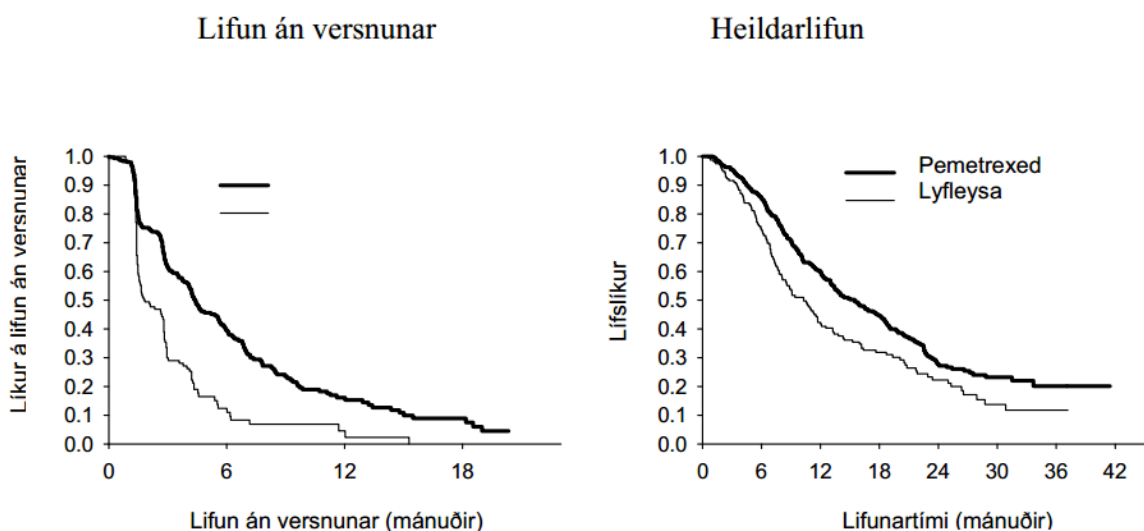 Lifun án versnunar
Heildarlifun
Líkur á lifun án versnunar
1.0
0.9
0.8
0.7
0.6
0.5
0.4
0.3
0.2
0.1
0.0
0 6 12 18
Lifun án versnunar (mánuðir)
Lífslíkur
1.0
0.9
0.8
0.7
0.6
0.5
0.4
0.3
0.2
0.1
0.0
Pemetrexed
Lyfleysa
0 6 12 18 24 30 36 42
Lifunartími (mánuðir)